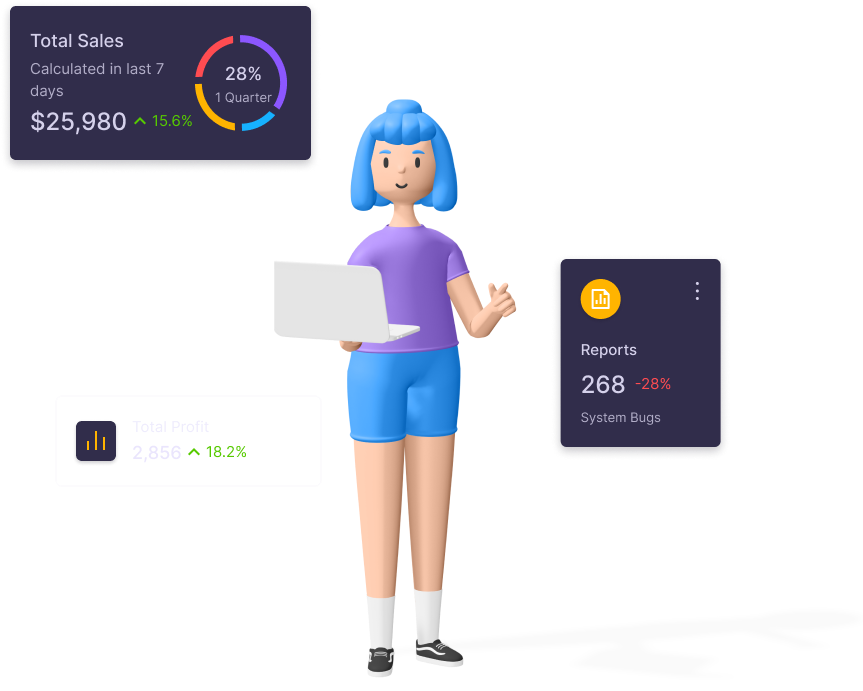 Total Sales
Calculated in last 7
days
$25,980 15.6%
28%
1 Quarter
Reports
268 -28%
System Bugs
Total Profit
2,856 18.2%